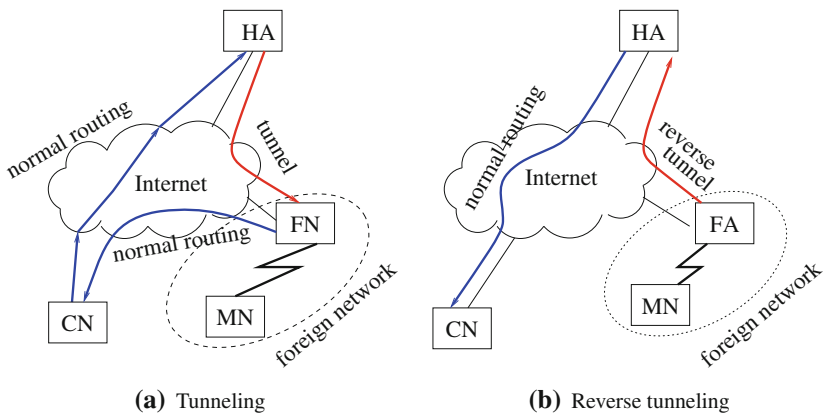 HA
normal routing
tunnel
Internet
normal routing
FN
CN
MN
foreign network
(a) Tunneling
HA
normal routing
reverse
tunnel
Internet
FA
MN
CN
foreign network
(b) Reverse tunneling